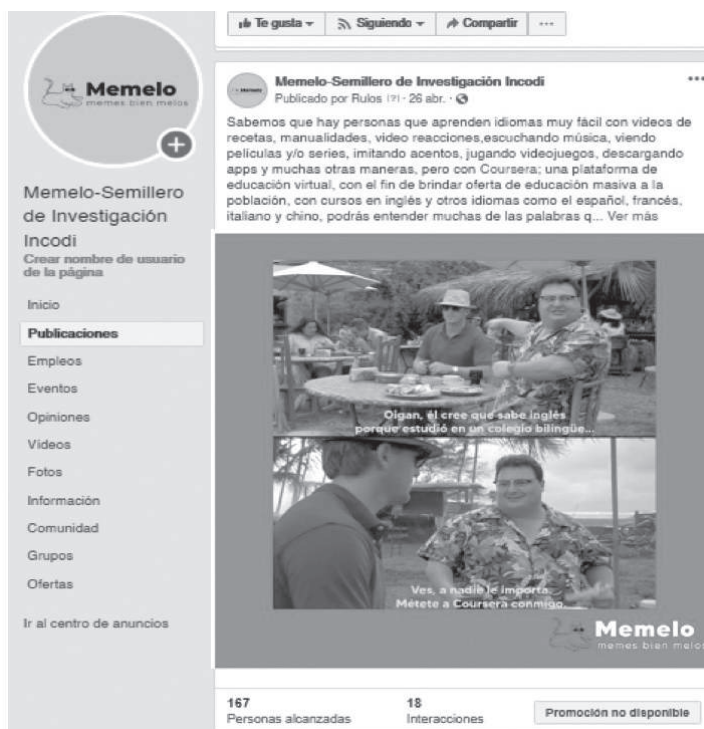 Te gusta
Siguiendo
Compartir
Memelo
memes bien melos
Memelo-Semillero
de Investigación
Incodi
Crear nombre de usuario
de la página
Inicio
Publicaciones
Empleos
Eventos
Opiniones
Vídeos
Fotos
Información
Comunidad
Grupos
Ofertas
Ir al centro de anuncios
Memelo-Semillero de Investigación Incodi
Publicado por Rulos [?] · 26 abr. ·
Sabemos que hay personas que aprenden idiomas muy fácil con videos de
recetas, manualidades, video reacciones,escuchando música, viendo
películas y/o series, imitando acentos, jugando videojuegos, descargando
apps y muchas otras maneras, pero con Coursera; una plataforma de
educación virtual, con el fin de brindar oferta de educación masiva a la
población, con cursos en inglés y otros idiomas como el español, francés,
italiano y chino, podrás entender muchas de las palabras q... Ver más
Oigan, él cree que sabe inglés
porque estudió en un colegio bilingüe...
Ves, a nadie le importa.
Métete a Coursera conmigo.
Memelo
memes bien melos
167
Personas alcanzadas
18
Interacciones
Promoción no disponible